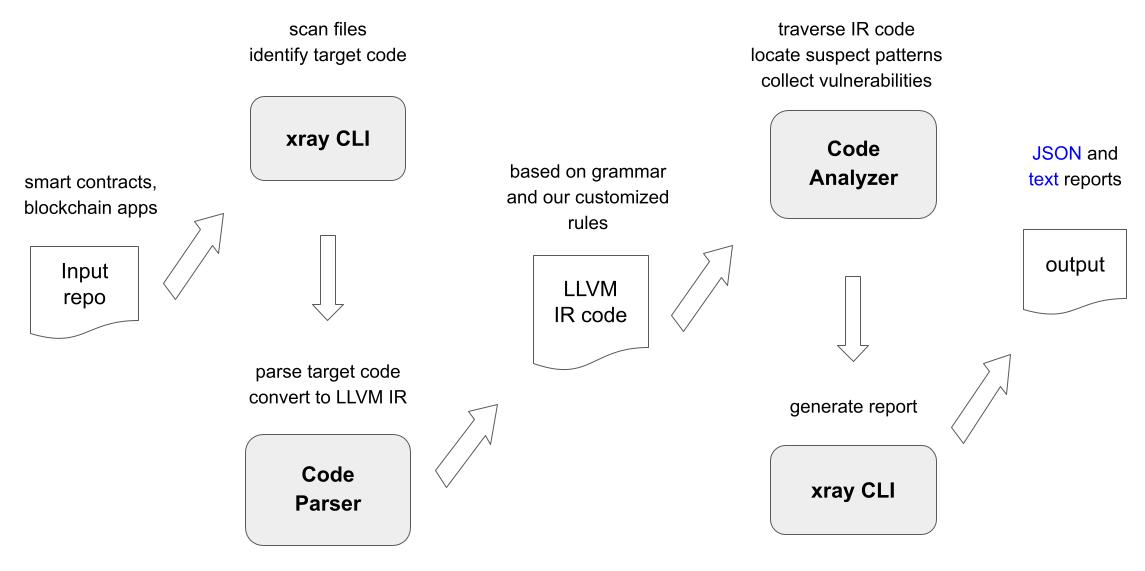 scan files
identify target code
xray CLI
smart contracts,
blockchain apps
Input
repo
parse target code
convert to LLVM IR
Code
Parser
based on grammar
and our customized
rules
LLVM
IR code
traverse IR code
locate suspect patterns
collect vulnerabilities
Code
Analyzer
generate report
xray CLI
JSON and
text reports
output